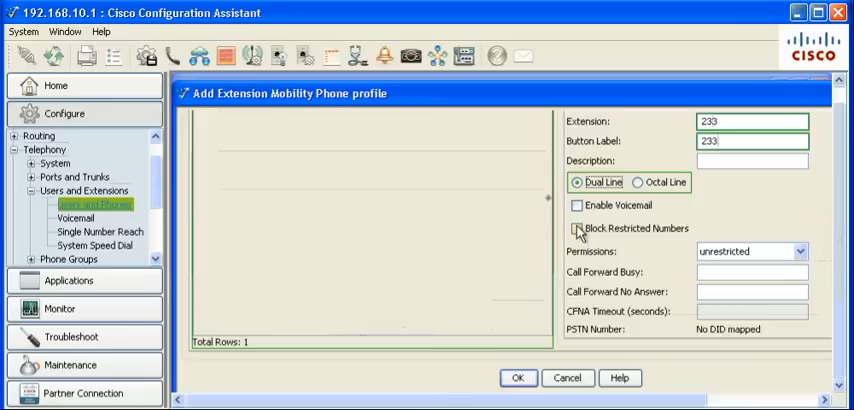 192.168.10.1 : Cisco Configuration Assistant
System Window Help
CISCO
Home
Configure
Routing
Telephony
System
Ports and Trunks
Users and Extensions
Users and Phones
Voicemail
Single Number Reach
System Speed Dial
Phone Groups
Applications
Monitor
Troubleshoot
Maintenance
Partner Connection
Add Extension Mobility Phone profile
Total Rows: 1
Extension: 233
Button Label: 233
Description:
Dual Line Octal Line
Enable Voicemail
Block Restricted Numbers
Permissions: unrestricted
Call Forward Busy:
Call Forward No Answer:
CFNA Timeout (seconds):
PSTN Number: No DID mapped
OK Cancel Help